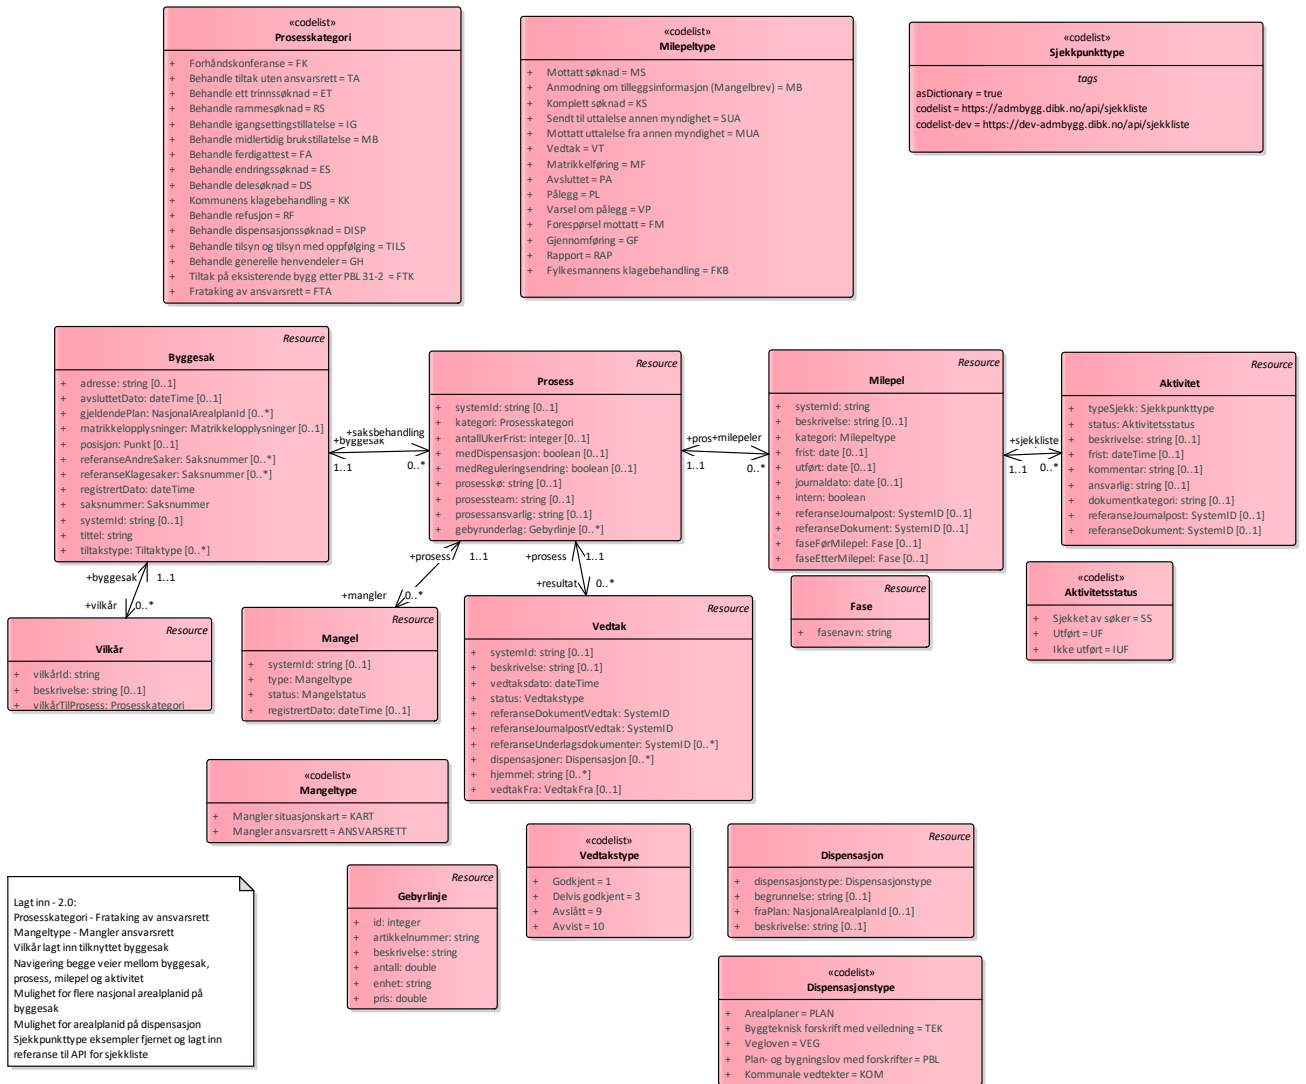 «codelist»
Prosesskategori
+ Forhåndskonferanse = FK
+ Behandle tiltak uten ansvarsrett = TA
+ Behandle ett trinnssøknad = ET
+ Behandle rammesøknad = RS
+ Behandle igangsettingstillatelse = IG
+ Behandle midlertidig brukstillatelse = MB
+ Behandle ferdigattest = FA
+ Behandle endringssøknad = ES
+ Behandle delesøknad = DS
+ Kommunens klagebehandling = KK
+ Behandle refusjon = RF
+ Behandle dispensasjonssøknad = DISP
+ Behandle tilsyn og tilsyn med oppfølging = TILS
+ Behandle generelle henvendeler = GH
+ Tiltak på eksisterende bygg etter PBL 31-2 = FTK
+ Frataking av ansvarsrett = FTA
«codelist»
Milepeltype
+ Mottatt søknad = MS
+ Anmodning om tilleggsinformasjon (Mangelbrev) = MB
+ Komplett søknad = KS
+ Sendt til uttalelse annen myndighet = SUA
+ Mottatt uttalelse fra annen myndighet = MUA
+ Vedtak = VT
+ Matrikkelføring = MF
+ Avsluttet = PA
+ Pålegg = PL
+ Varsel om pålegg = VP
+ Forespørsel mottatt = FM
+ Gjennomføring = GF
+ Rapport = RAP
+ Fylkesmannens klagebehandling = FKB
«codelist»
Sjekkpunkttype
tags
asDictionary = true
codelist = https://admbygg.dibk.no/api/sjekkliste
codelist-dev = https://dev-admbygg.dibk.no/api/sjekkliste
Resource
Byggesak
+ adresse: string [0..1]
+ avsluttetDato: dateTime [0..1]
+ gjeldendePlan: NasjonalArealplanId [0..*]
+ matrikkelopplysninger: Matrikkelopplysninger [0..1]
+ posisjon: Punkt [0..1]
+ referanseAndreSaker: Saksnummer [0..*]
+ referanseKlagesaker: Saksnummer [0..*]
+ registrertDato: dateTime
+ saksnummer: Saksnummer
+ systemId: string [0..1]
+ tittel: string
+ tiltakstype: Tiltaktype [0..*]
+saksbehandling
+byggesak
1..1
0..*
Resource
Prosess
+ systemId: string [0..1]
+ kategori: Prosesskategori
+ antallUkerFrist: integer [0..1]
+ medDispensasjon: boolean [0..1]
+ medReguleringsendring: boolean [0..1]
+ prosesskø: string [0..1]
+ prosessteam: string [0..1]
+ prosessansvarlig: string [0..1]
+ gebyrunderlag: Gebyrlinje [0..*]
+pros+milepeler
1..1
0..*
Resource
Milepel
+ systemId: string
+ beskrivelse: string [0..1]
+ kategori: Milepeltype
+ frist: date [0..1]
+ utført: date [0..1]
+ journaldato: date [0..1]
+ intern: boolean
+ referanseJournalpost: SystemID [0..1]
+ referanseDokument: SystemID [0..1]
+ faseFørMilepel: Fase [0..1]
+ faseEtterMilepel: Fase [0..1]
+sjekkliste
1..1
0..*
Resource
Aktivitet
+ typeSjekk: Sjekkpunkttype
+ status: Aktivitetsstatus
+ beskrivelse: string [0..1]
+ frist: dateTime [0..1]
+ kommentar: string [0..1]
+ ansvarlig: string [0..1]
+ dokumentkategori: string [0..1]
+ referanseJournalpost: SystemID [0..1]
+ referanseDokument: SystemID [0..1]
+byggesak
1..1
+vilkår
0..*
+prosess
1..1
+mangler
0..*
+prosess
1..1
+resultat
0..*
Resource
Vilkår
+ vilkårId: string
+ beskrivelse: string [0..1]
+ vilkårTilProsess: Prosesskategori
Resource
Mangel
+ systemId: string [0..1]
+ type: Mangeltype
+ status: Mangelstatus
+ registrertDato: dateTime [0..1]
Resource
Vedtak
+ systemId: string [0..1]
+ beskrivelse: string [0..1]
+ vedtaksdato: dateTime
+ status: Vedtakstype
+ referanseDokumentVedtak: SystemID
+ referanseJournalpostVedtak: SystemID
+ referanseUnderlagsdokumenter: SystemID [0..*]
+ dispensasjoner: Dispensasjon [0..*]
+ hjemmel: string [0..*]
+ vedtakFra: VedtakFra [0..1]
Resource
Fase
+ fasenavn: string
«codelist»
Aktivitetsstatus
+ Sjekket av søker = SS
+ Utført = UF
+ Ikke utført = IUF
«codelist»
Mangeltype
+ Mangler situasjonskart = KART
+ Mangler ansvarsrett = ANSVARSRETT
«codelist»
Vedtakstype
+ Godkjent = 1
+ Delvis godkjent = 3
+ Avslått = 9
+ Avvist = 10
Resource
Dispensasjon
+ dispensasjonstype: Dispensasjonstype
+ begrunnelse: string [0..1]
+ fraPlan: NasjonalArealplanId [0..1]
+ beskrivelse: string [0..1]
Resource
Gebyrlinje
+ id: integer
+ artikkelnummer: string
+ beskrivelse: string
+ antall: double
+ enhet: string
+ pris: double
Lagt inn - 2.0:
Prosesskategori - Frataking av ansvarsrett
Mangeltype - Mangler ansvarsrett
Vilkår lagt inn tilknyttet byggesak
Navigering begge veier mellom byggesak,
prosess, milepel og aktivitet
Mulighet for flere nasjonal arealplanid på
byggesak
Mulighet for arealplanid på dispensasjon
Sjekkpunkttype eksempler fjernet og lagt inn
referanse til API for sjekkliste
«codelist»
Dispensasjonstype
+ Arealplaner = PLAN
+ Byggteknisk forskrift med veiledning = TEK
+ Vegloven = VEG
+ Plan- og bygningslov med forskrifter = PBL
+ Kommunale vedtekter = KOM